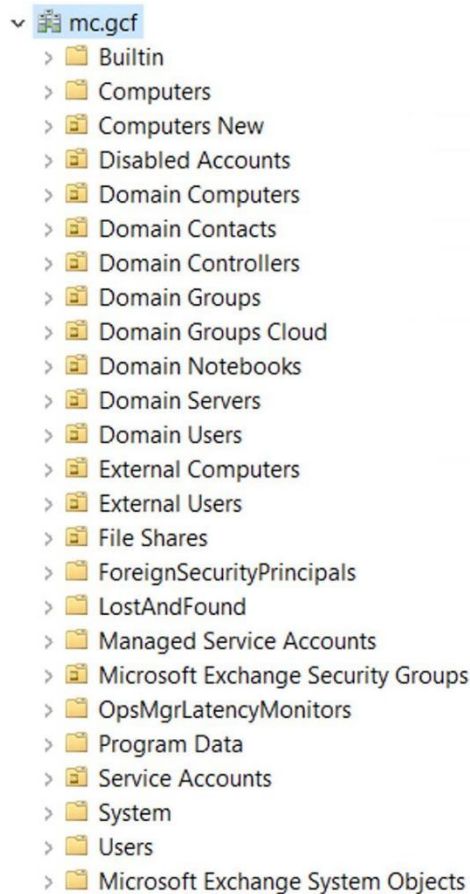 mc.gcf
Builtin
Computers
Computers New
Disabled Accounts
Domain Computers
Domain Contacts
Domain Controllers
Domain Groups
Domain Groups Cloud
Domain Notebooks
Domain Servers
Domain Users
External Computers
External Users
File Shares
ForeignSecurityPrincipals
LostAndFound
Managed Service Accounts
Microsoft Exchange Security Groups
OpsMgrLatencyMonitors
Program Data
Service Accounts
System
Users
Microsoft Exchange System Objects